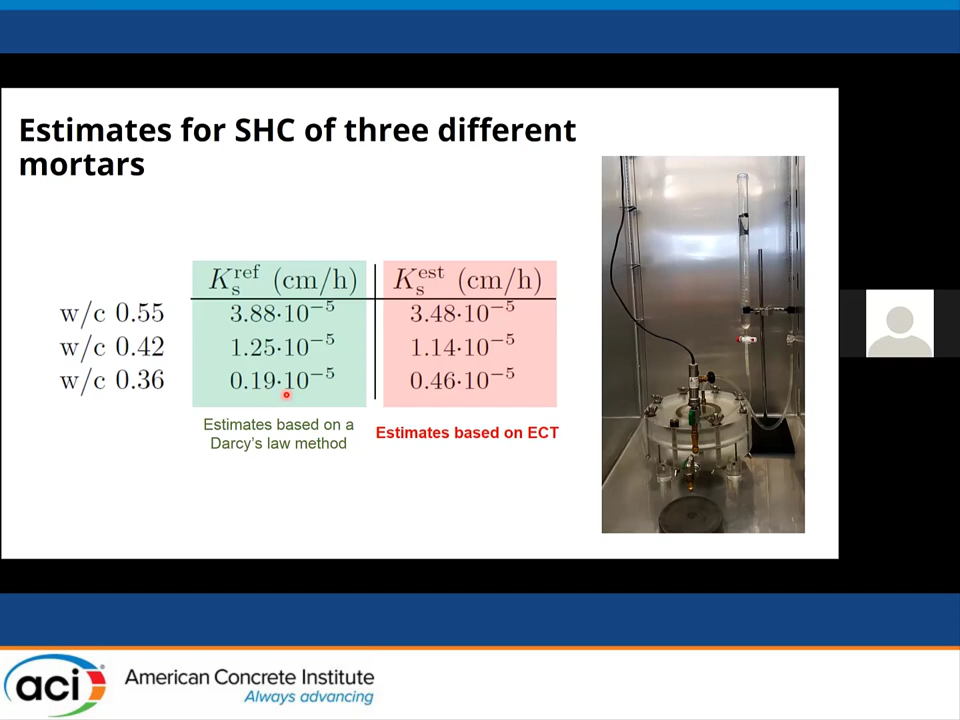 Estimates for SHC of three different
mortars
K_s^ref (cm/h) K_s^est (cm/h)
w/c 0.55 3.88·10⁻⁵ 3.48·10⁻⁵
w/c 0.42 1.25·10⁻⁵ 1.14·10⁻⁵
w/c 0.36 0.19·10⁻⁵ 0.46·10⁻⁵
Estimates based on a
Darcy's law method
Estimates based on ECT
aci
American Concrete Institute
Always advancing